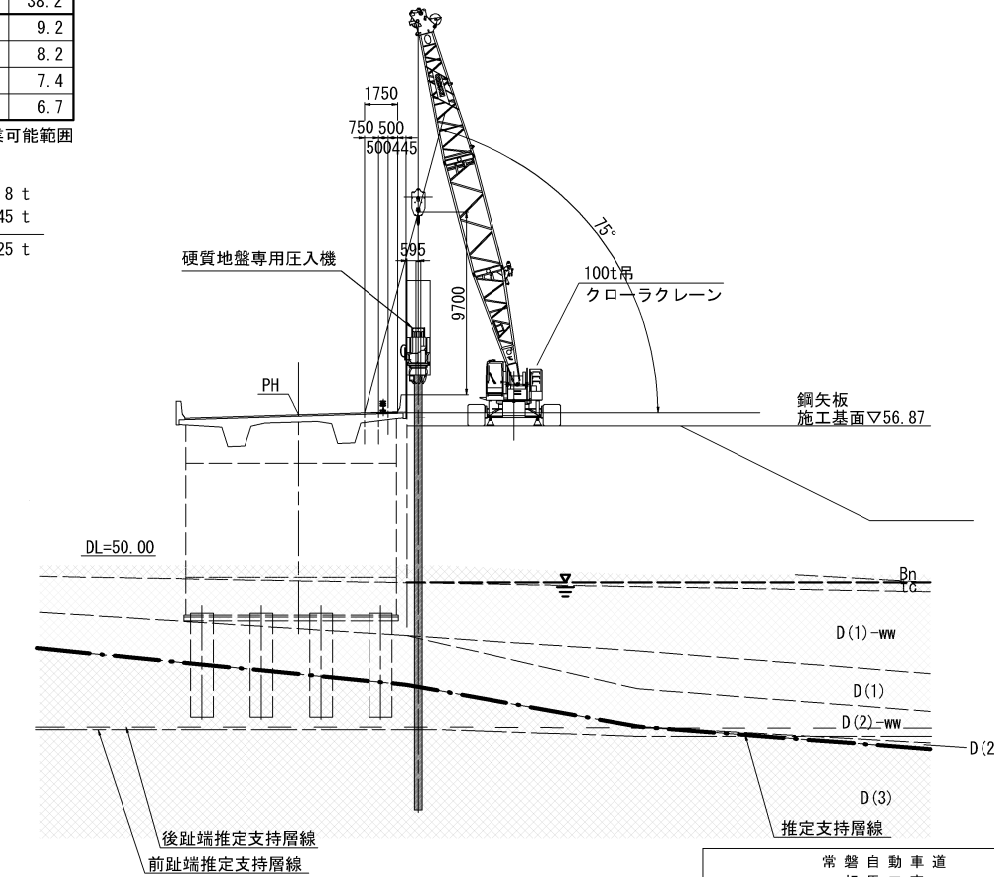 38.2
9.2
8.2
7.4
6.7
業可能範囲
8 t
45 t
25 t
1750
750 500
500 445
595
9700
75°
硬質地盤専用圧入機
100t吊
クローラクレーン
PH
鋼矢板
施工基面▽56.87
DL=50.00
Bn
tc
D(1)-ww
D(1)
D(2)-ww
D(2
D(3)
推定支持層線
後趾端推定支持層線
前趾端推定支持層線
常磐自動車道